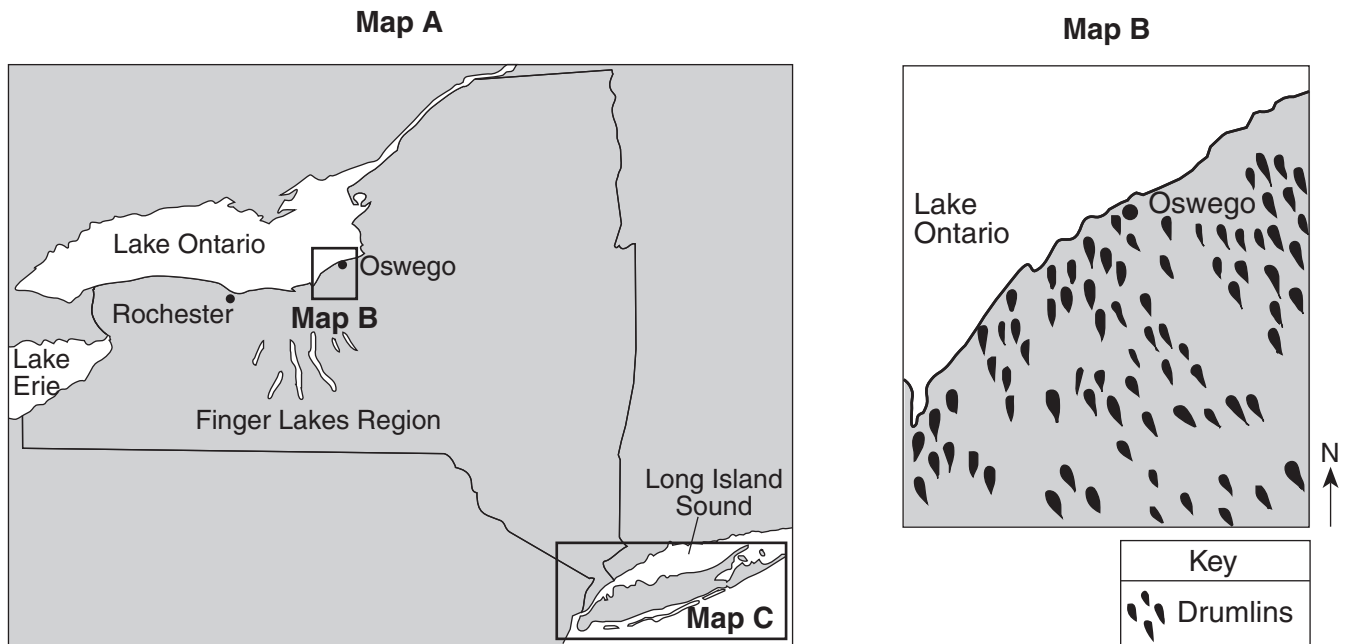 Map A
Lake Ontario
Oswego
Rochester
Map B
Lake
Erie
Finger Lakes Region
Long Island
Sound
Map C
Map B
Lake
Ontario
Oswego
N
Key
Drumlins